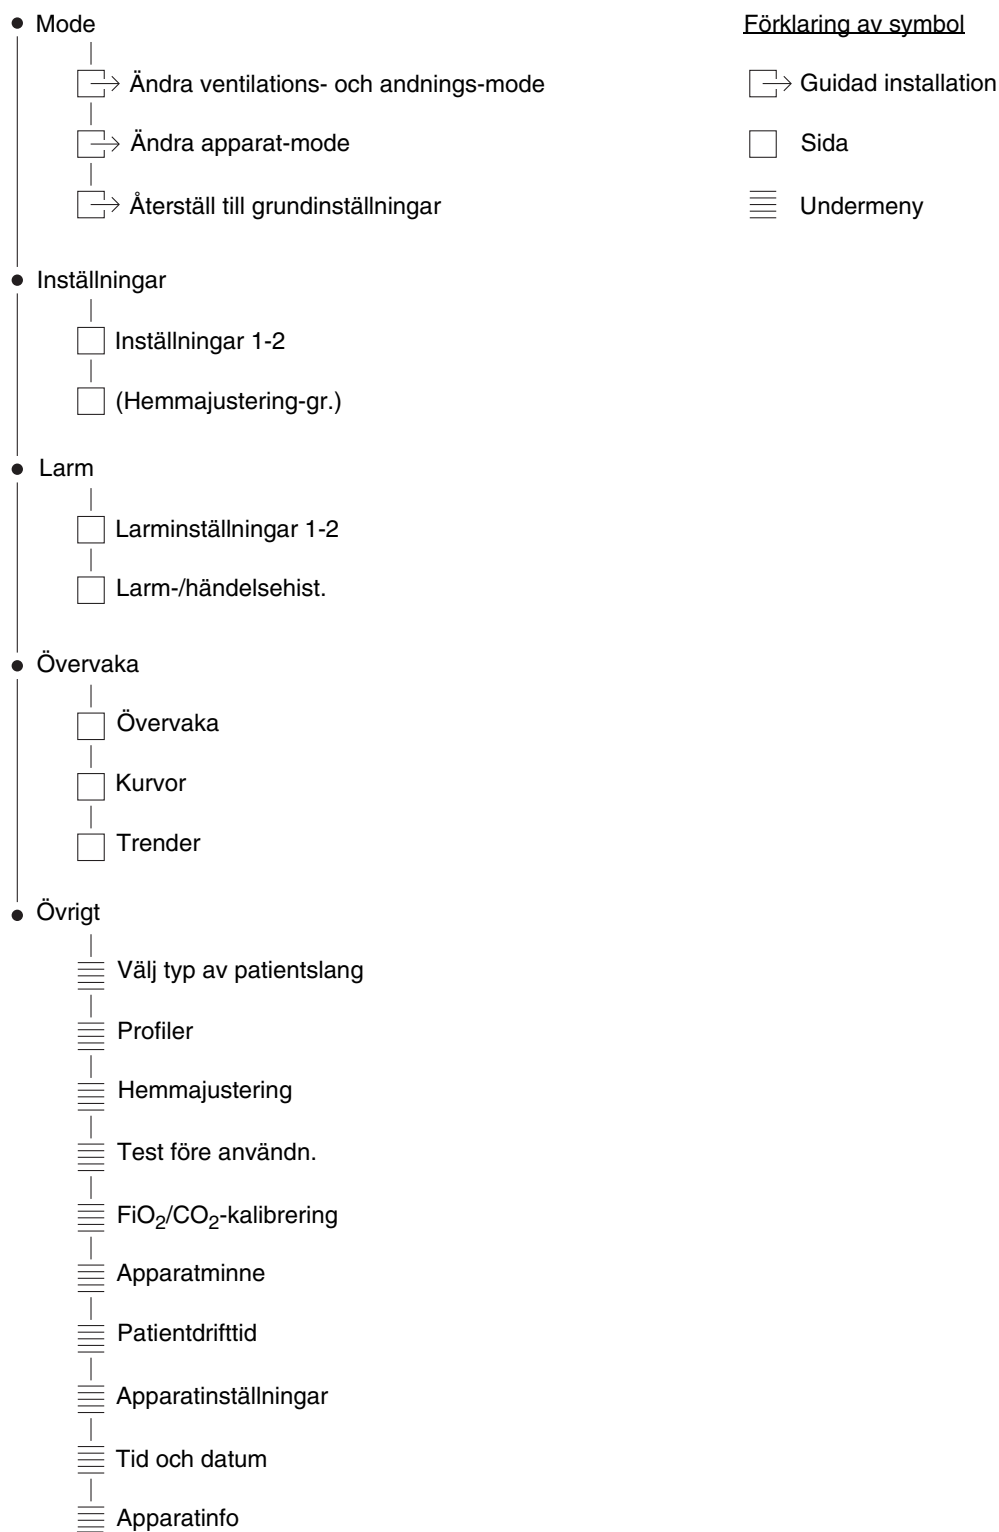 Mode
Ändra ventilations- och andnings-mode
Ändra apparat-mode
Återställ till grundinställningar
Inställningar
Inställningar 1-2
(Hemmajustering-gr.)
Larm
Larminställningar 1-2
Larm-/händelsehist.
Övervaka
Övervaka
Kurvor
Trender
Övrigt
Välj typ av patientslang
Profiler
Hemmajustering
Test före användn.
FiO2/CO2-kalibrering
Apparatminne
Patientdrifttid
Apparatinställningar
Tid och datum
Apparatinfo
Förklaring av symbol
Guidad installation
Sida
Undermeny